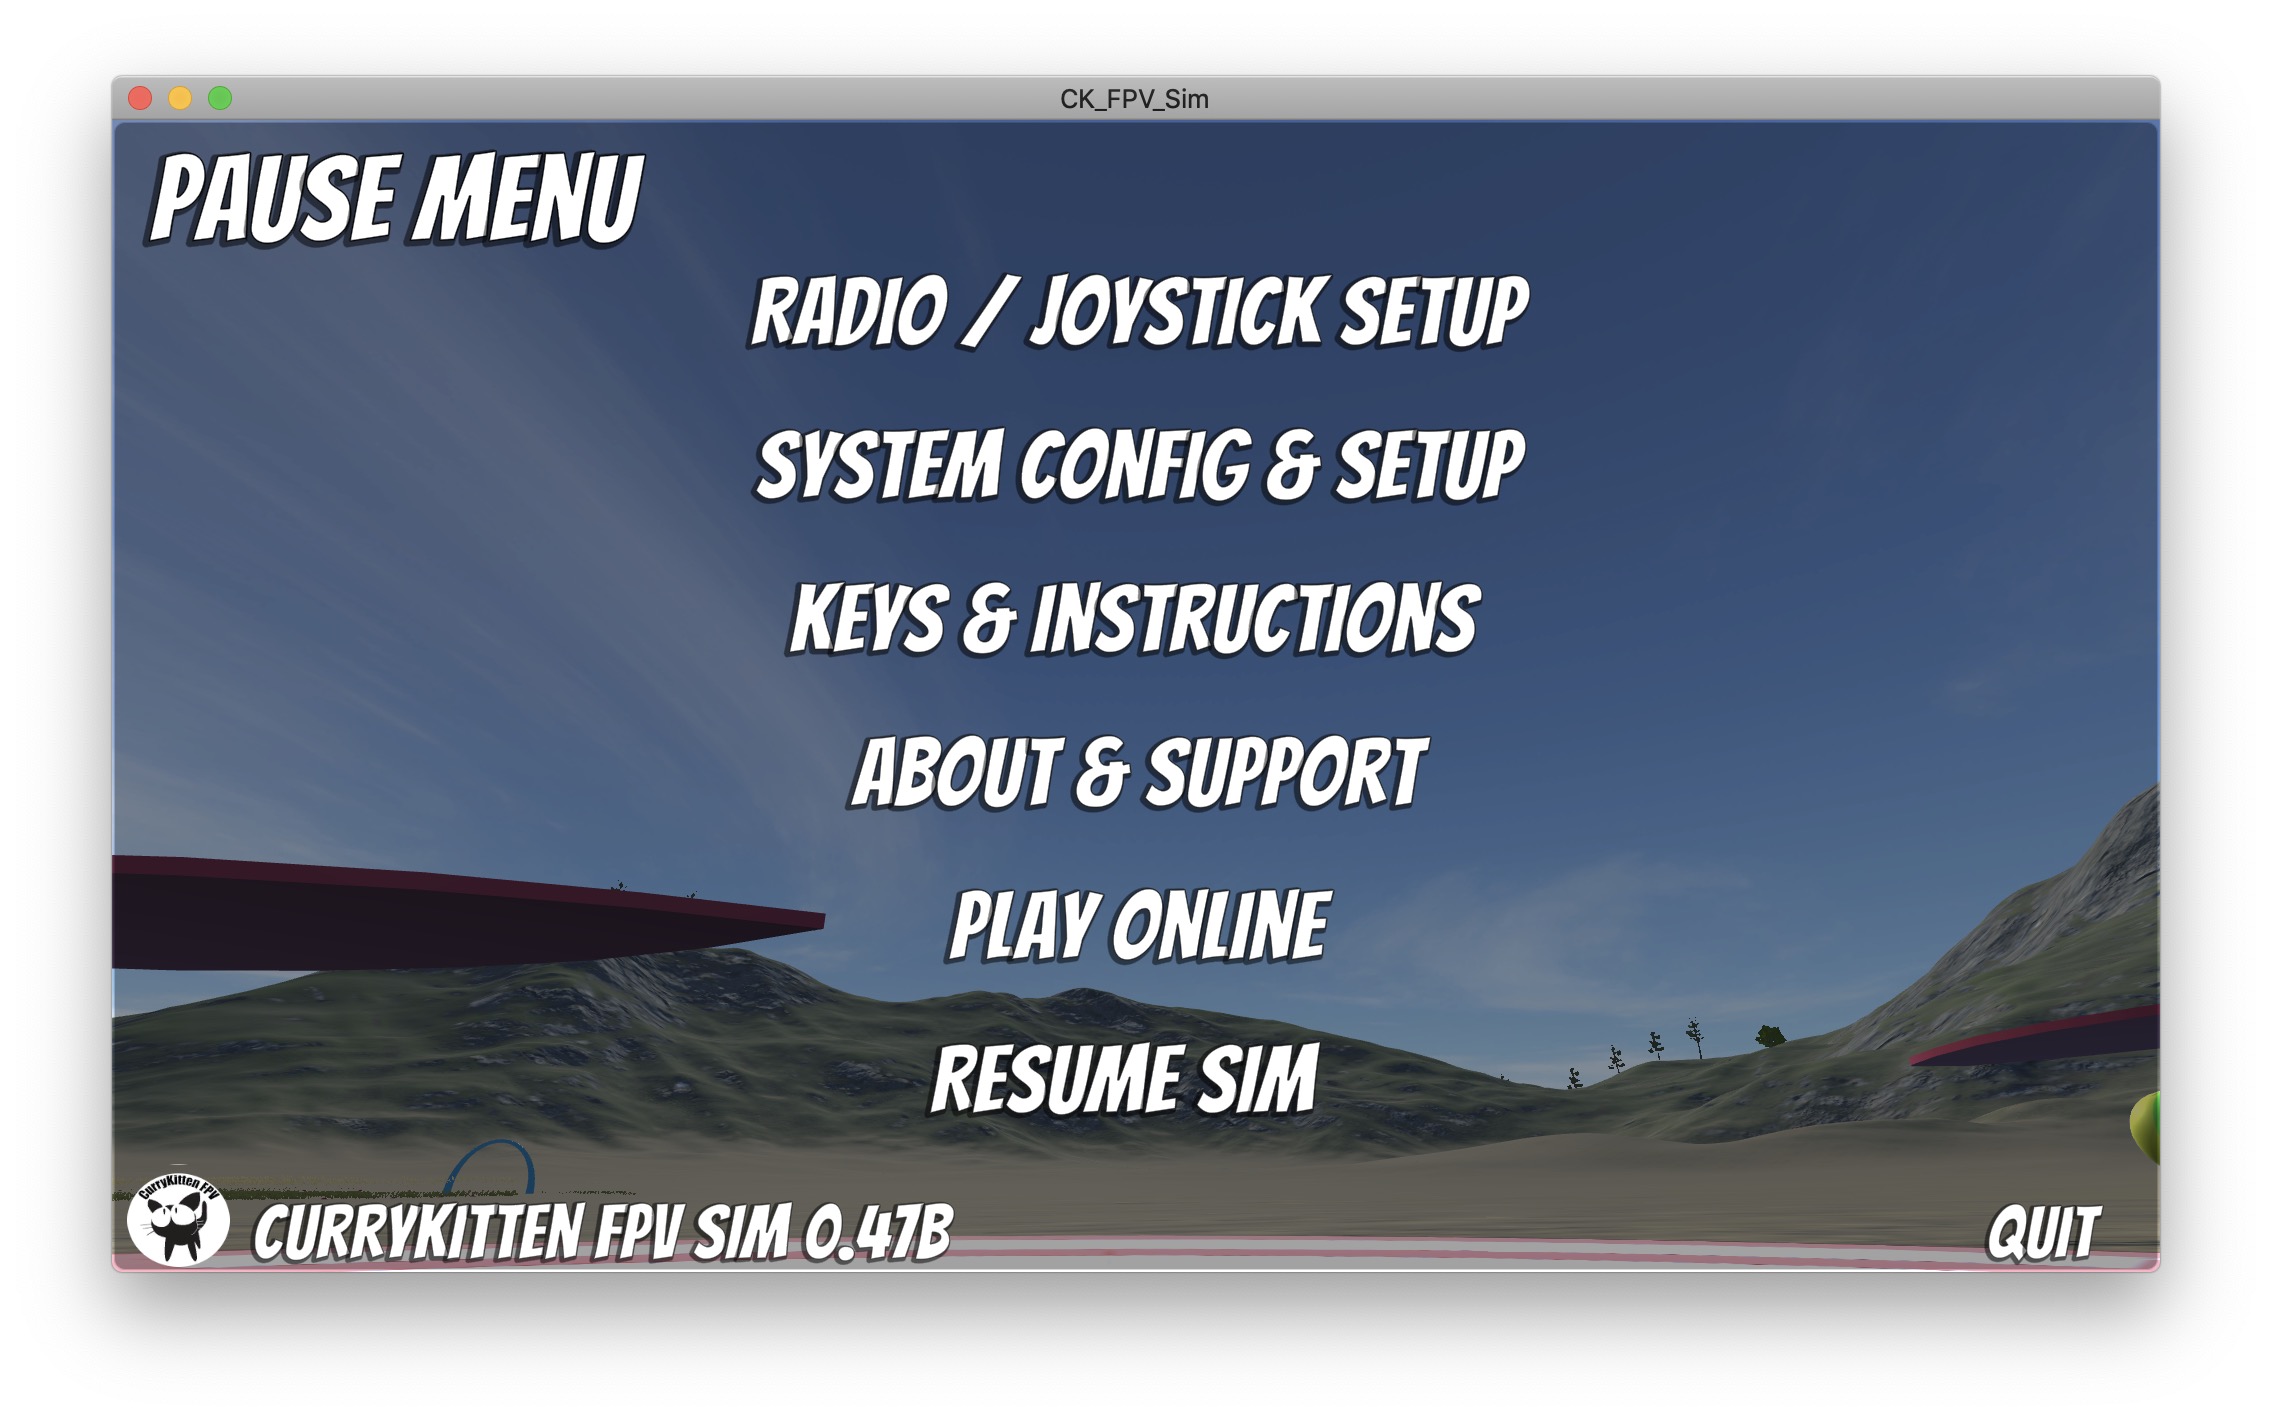 CK_FPV_Sim
PAUSE MENU
RADIO / JOYSTICK SETUP
SYSTEM CONFIG & SETUP
KEYS & INSTRUCTIONS
ABOUT & SUPPORT
PLAY ONLINE
RESUME SIM
CurryKitten FPV
CURRYKITTEN FPV SIM 0.47B
QUIT